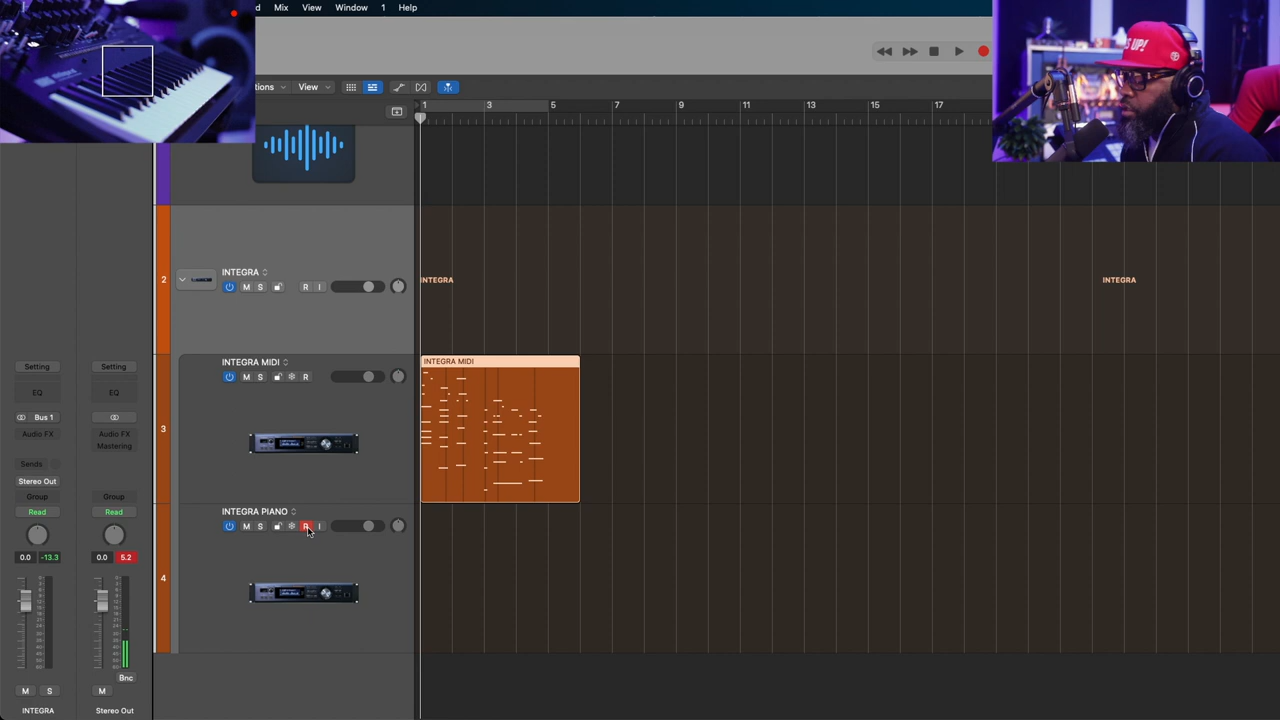 d Mix View Window 1 Help
tions View
1 3 5 7 9 11 13 15 17
S UP!
2 INTEGRA
M S R I
INTEGRA INTEGRA
INTEGRA MIDI
M S R
INTEGRA MIDI
3
INTEGRA PIANO
M S R I
4
Setting Setting
EQ EQ
Bus 1
Audio FX Audio FX
Mastering
Sends
Stereo Out
Group Group
Read Read
0.0 -13.3 0.0 5.2
Bnc
M S M
INTEGRA Stereo Out